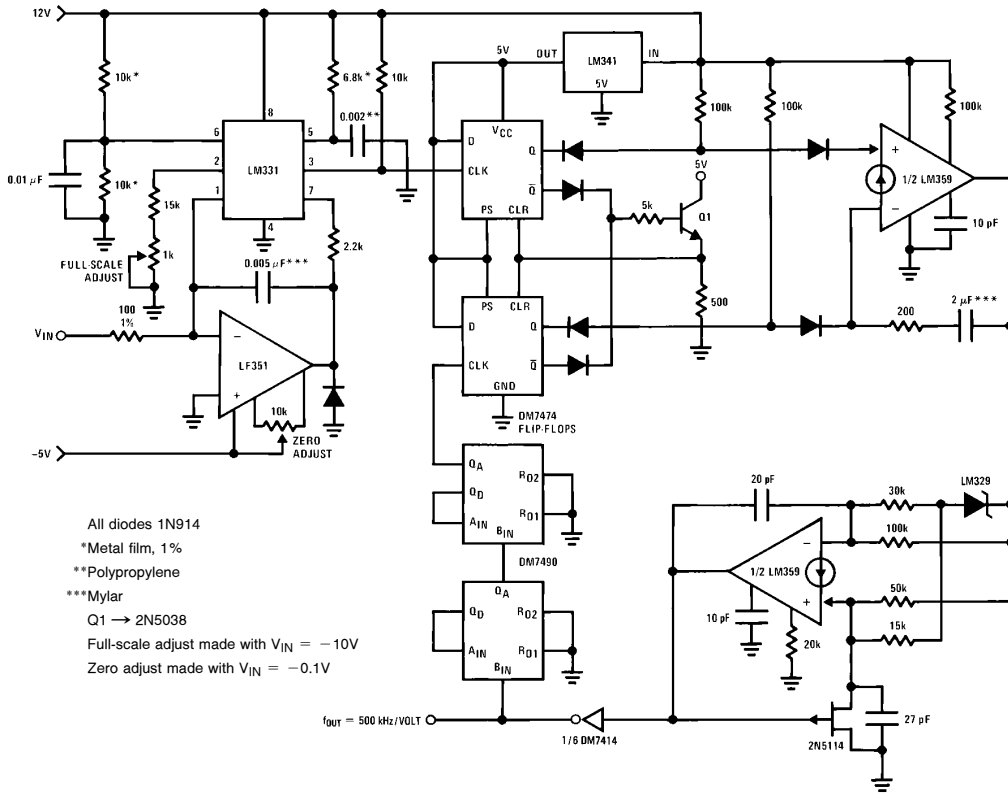 12V
10k*
6.8k*
10k
0.002**
8
6
5
2
3
1
7
4
LM331
0.01 µF
10k*
15k
1k
FULL-SCALE
ADJUST
2.2k
0.005 µF***
100
1%
VIN
−
LF351
+
10k
ZERO
ADJUST
−5V
5V
OUT
LM341
IN
5V
100k
100k
100k
VCC
D
Q
CLK
Q̅
PS
CLR
5V
5k
Q1
+
1/2 LM359
−
10 pF
500
200
2 µF***
PS
CLR
D
Q
CLK
Q̅
GND
DM7474
FLIP-FLOPS
QA
QD
RO2
AIN
RO1
BIN
DM7490
QA
QD
RO2
AIN
RO1
BIN
20 pF
30k
LM329
−
100k
1/2 LM359
+
50k
10 pF
20k
15k
27 pF
2N5114
fOUT = 500 kHz/VOLT
1/6 DM7414
All diodes 1N914
*Metal film, 1%
**Polypropylene
***Mylar
Q1 → 2N5038
Full-scale adjust made with VIN = −10V
Zero adjust made with VIN = −0.1V